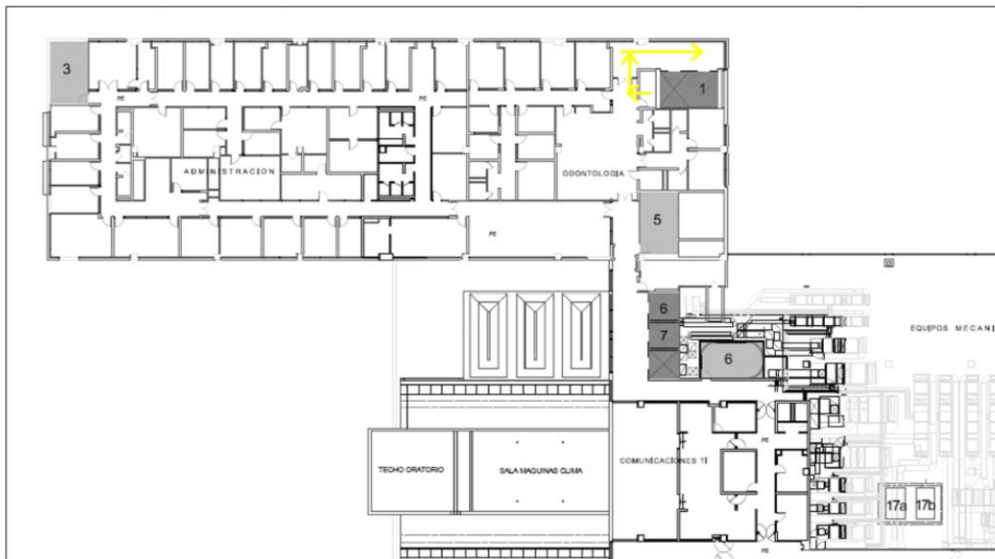 3
1
PE
PE
ADMINISTRACION
ODONTOLOGIA
5
PE
6
7
6
EQUIPOS MECANI
PE
COMUNICACIONES TI
TECHO ORATORIO
SALA MAQUINAS CLIMA
17a
17b
PE